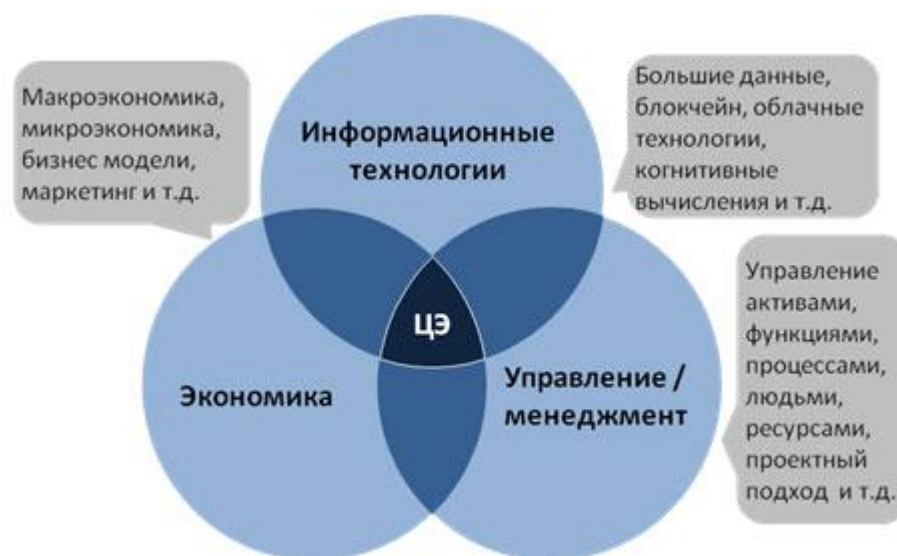 Макроэкономика,
микроэкономика,
бизнес модели,
маркетинг и т.д.
Информационные
технологии
Большие данные,
блокчейн, облачные
технологии,
когнитивные
вычисления и т.д.
ЦЭ
Экономика
Управление /
менеджмент
Управление
активами,
функциями,
процессами,
людьми,
ресурсами,
проектный
подход и т.д.